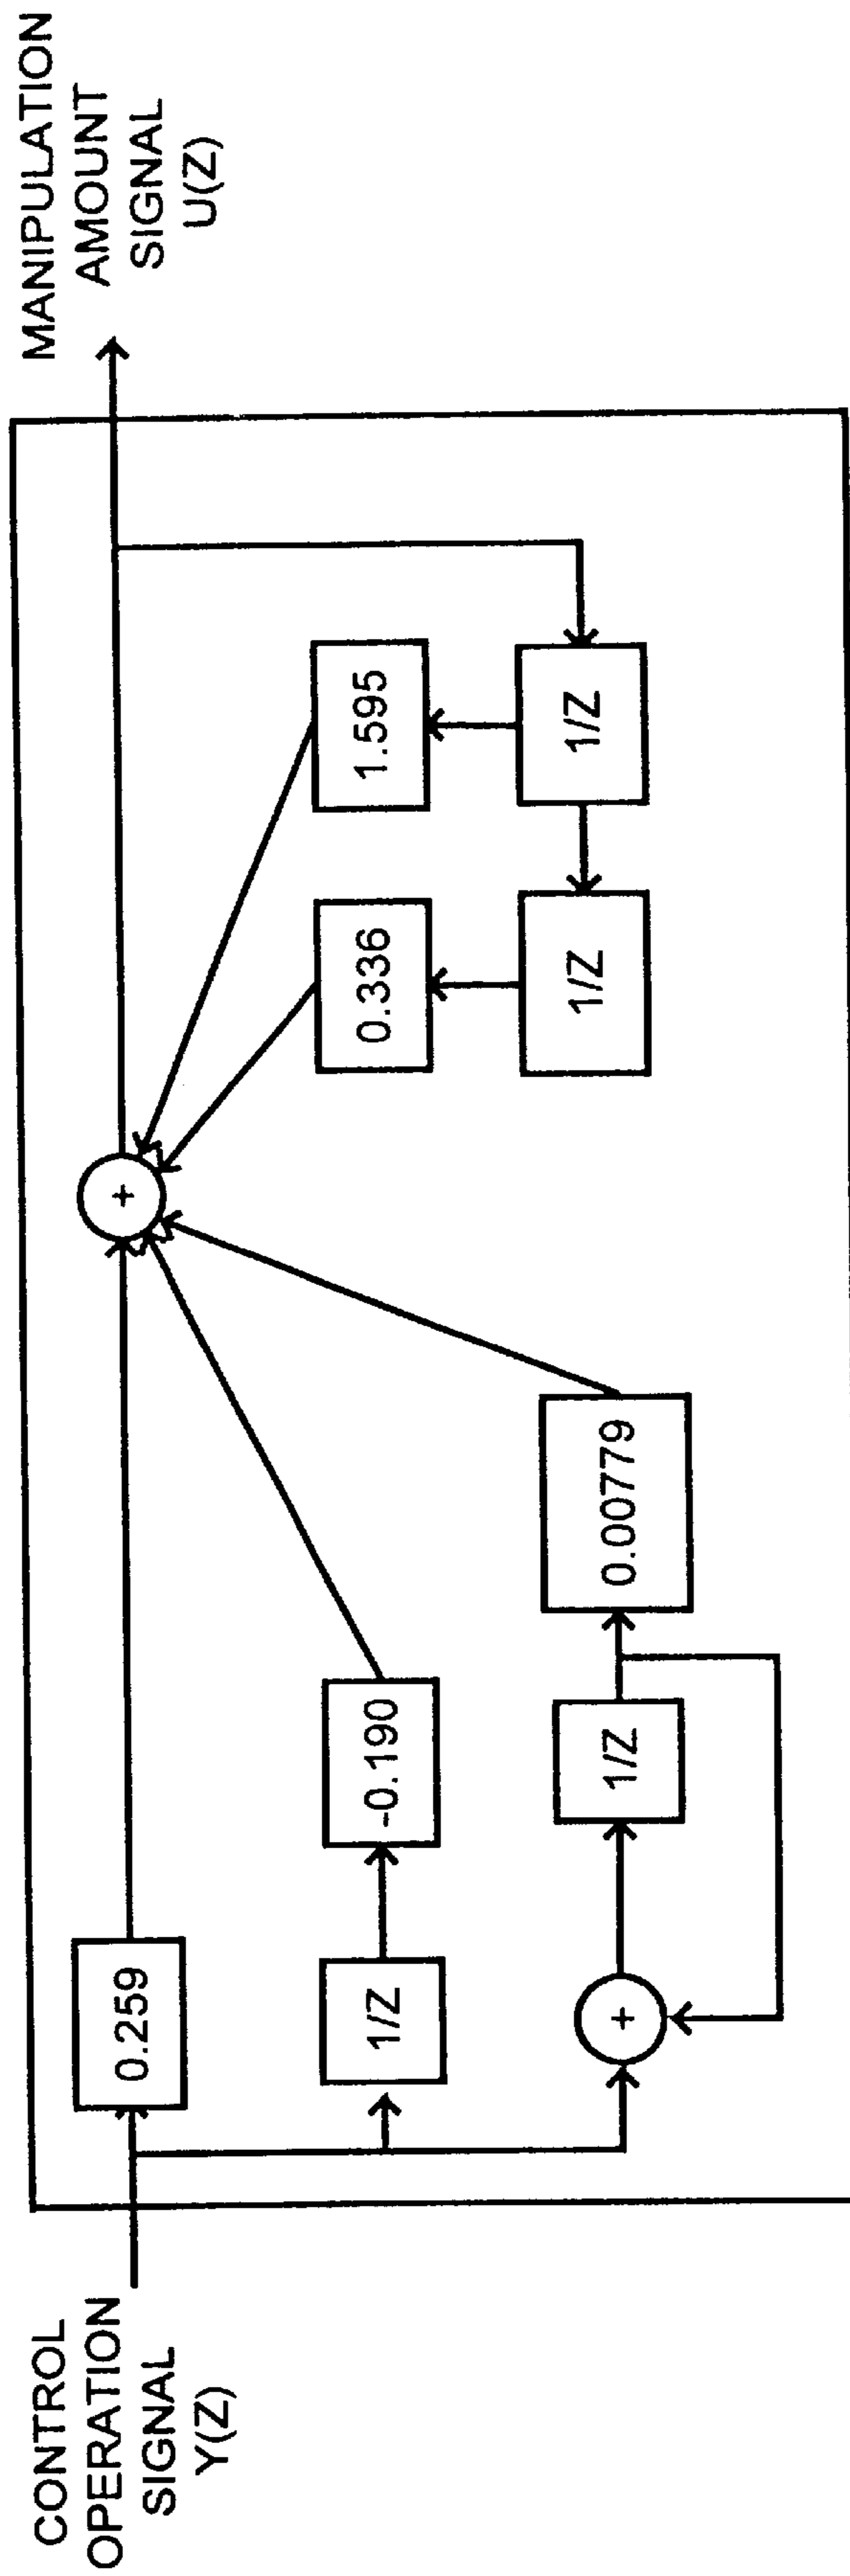 CONTROL
OPERATION
SIGNAL
Y(Z)
0.259
1/Z
-0.190
+
1/Z
0.00779
+
0.336
1.595
1/Z
1/Z
MANIPULATION
AMOUNT
SIGNAL
U(Z)